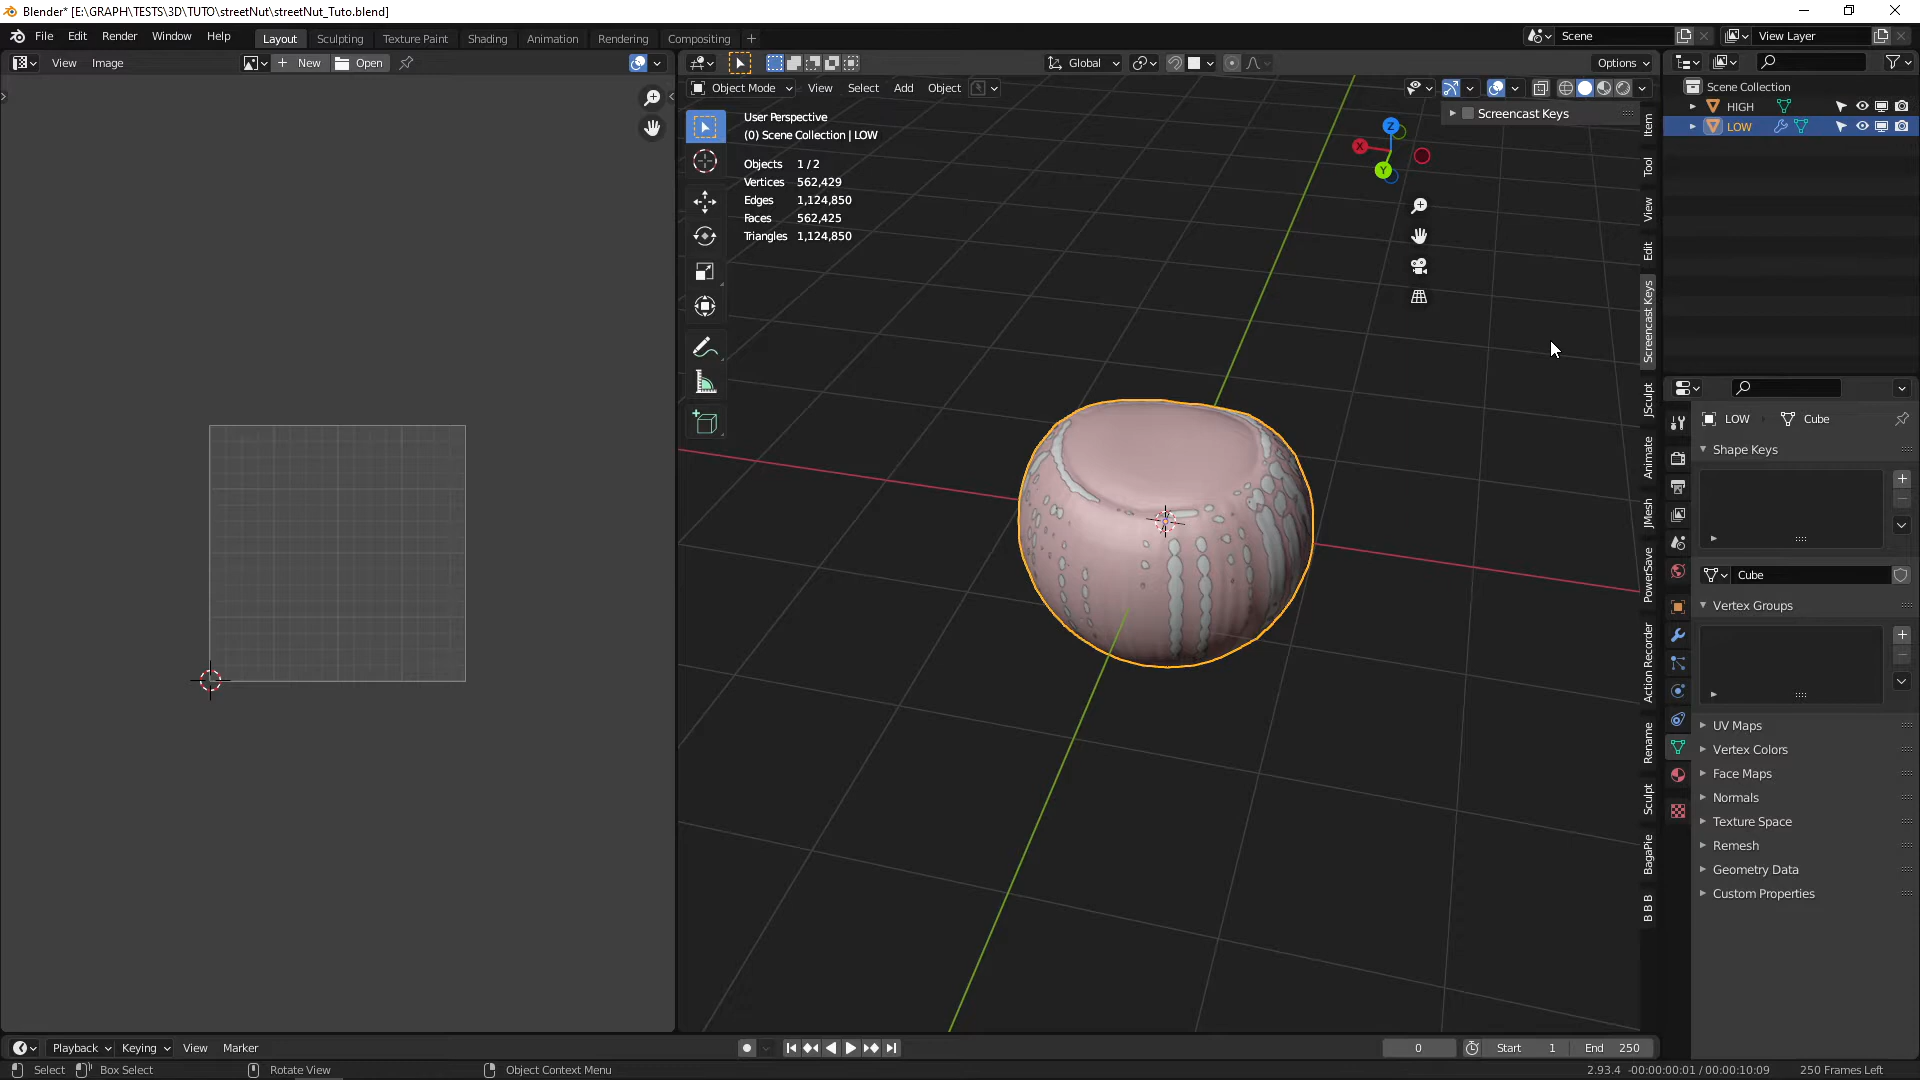 Blender* [E:\GRAPH\TESTS\3D\TUTO\streetNut\streetNut_Tuto.blend]
File Edit Render Window Help
Layout Sculpting Texture Paint Shading Animation Rendering Compositing
Scene
View Layer
View Image
New Open
Global
Options
Object Mode View Select Add Object
Screencast Keys
User Perspective
(0) Scene Collection | LOW
Objects 1 / 2
Vertices 562,429
Edges 1,124,850
Faces 562,425
Triangles 1,124,850
Z
X
Y
Item
Tool
View
Edit
Screencast Keys
JSculpt
Animate
JMesh
PowerSave
Action Recorder
Rename
Sculpt
BagaPie
B B B
Scene Collection
HIGH
LOW
LOW Cube
Shape Keys
Cube
Vertex Groups
UV Maps
Vertex Colors
Face Maps
Normals
Texture Space
Remesh
Geometry Data
Custom Properties
Playback Keying View Marker
0
Start 1
End 250
Select Box Select Rotate View Object Context Menu
2.93.4 -00:00:00:01 / 00:00:10:09 250 Frames Left